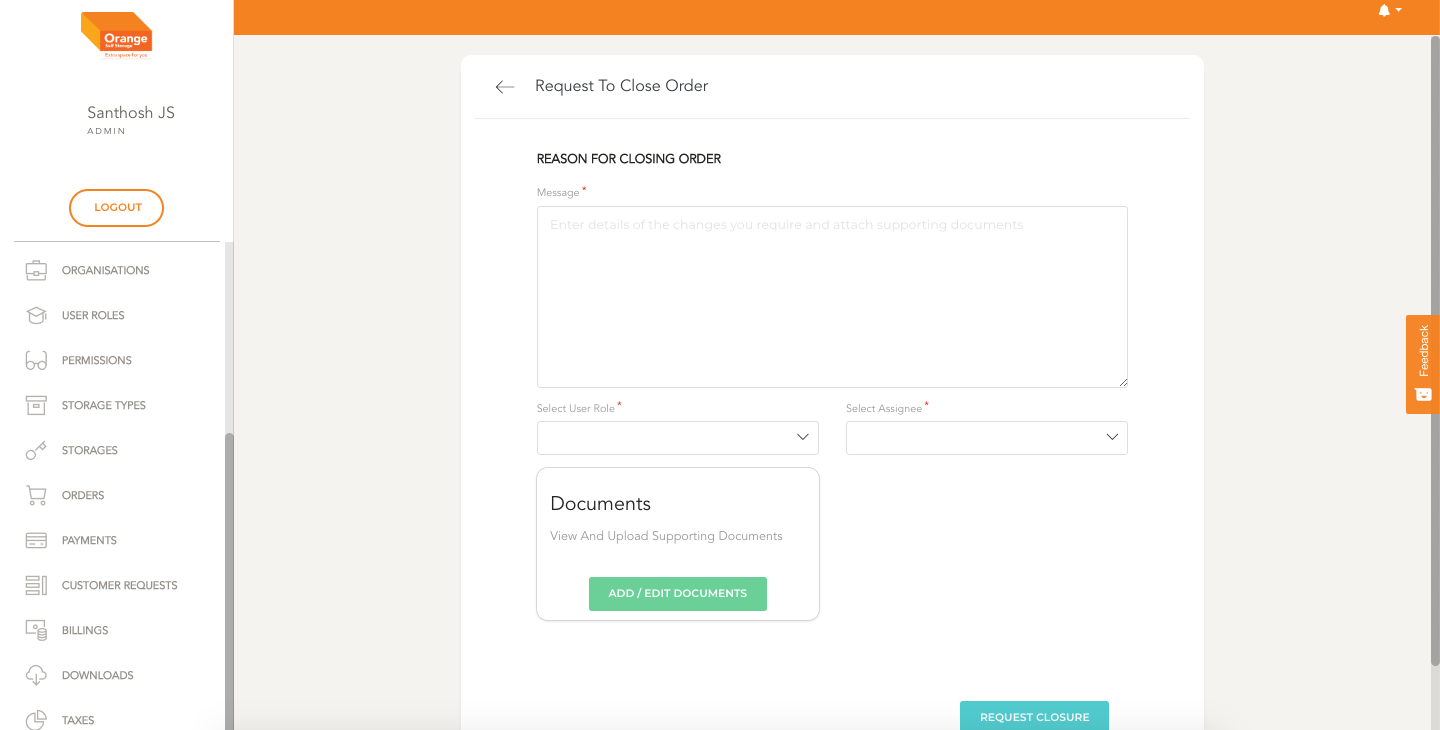 Orange
Self Storage
Extra space for you
Santhosh JS
ADMIN
LOGOUT
ORGANISATIONS
USER ROLES
PERMISSIONS
STORAGE TYPES
STORAGES
ORDERS
PAYMENTS
CUSTOMER REQUESTS
BILLINGS
DOWNLOADS
TAXES
Request To Close Order
REASON FOR CLOSING ORDER
Message *
Enter details of the changes you require and attach supporting documents
Select User Role * Select Assignee *
Documents
View And Upload Supporting Documents
ADD / EDIT DOCUMENTS
REQUEST CLOSURE
Feedback